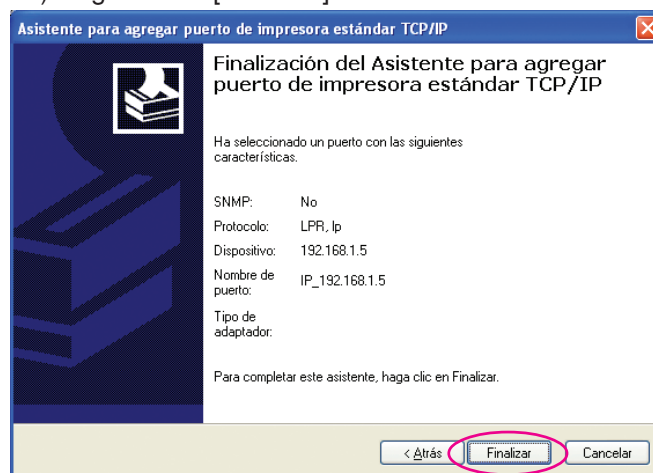 Asistente para agregar puerto de impresora estándar TCP/IP
Finalización del Asistente para agregar
puerto de impresora estándar TCP/IP
Ha seleccionado un puerto con las siguientes
características.
SNMP: No
Protocolo: LPR, lp
Dispositivo: 192.168.1.5
Nombre de
puerto: IP_192.168.1.5
Tipo de
adaptador:
Para completar este asistente, haga clic en Finalizar.
< Atrás Finalizar Cancelar